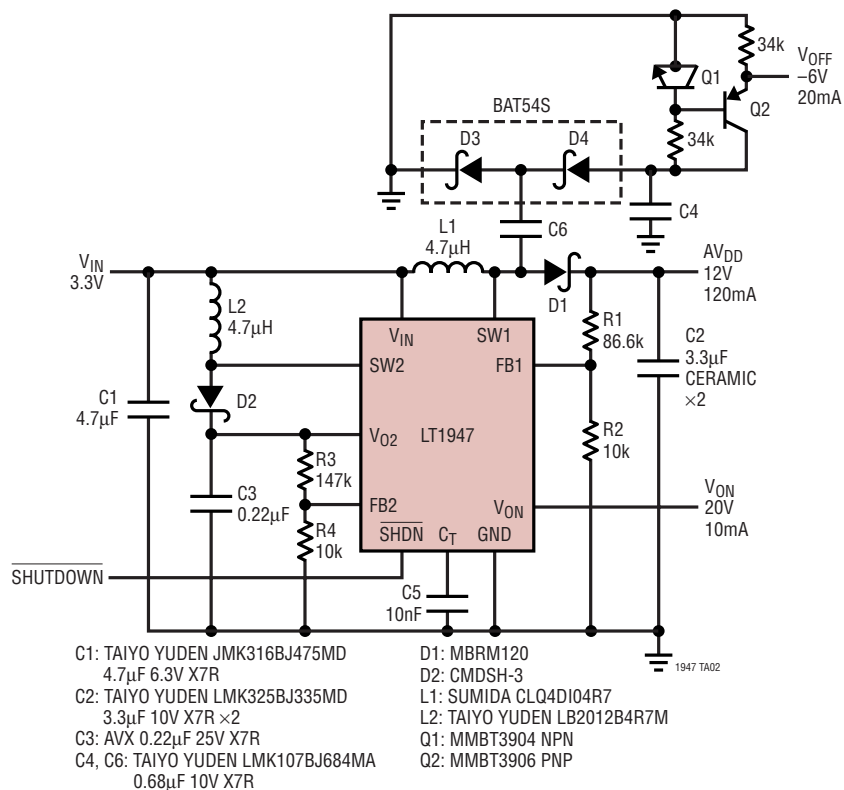 34k
V_OFF
–6V
20mA
Q1
Q2
BAT54S
D3
D4
34k
C4
C6
L1
4.7µH
V_IN
3.3V
AV_DD
12V
120mA
D1
L2
4.7µH
R1
86.6k
C2
3.3µF
CERAMIC
×2
V_IN
SW1
SW2
FB1
C1
4.7µF
D2
V_O2
LT1947
R2
10k
R3
147k
C3
0.22µF
FB2
V_ON
V_ON
20V
10mA
R4
10k
SHDN
C_T
GND
SHUTDOWN
C5
10nF
1947 TA02
C1: TAIYO YUDEN JMK316BJ475MD
4.7µF 6.3V X7R
C2: TAIYO YUDEN LMK325BJ335MD
3.3µF 10V X7R ×2
C3: AVX 0.22µF 25V X7R
C4, C6: TAIYO YUDEN LMK107BJ684MA
0.68µF 10V X7R
D1: MBRM120
D2: CMDSH-3
L1: SUMIDA CLQ4DI04R7
L2: TAIYO YUDEN LB2012B4R7M
Q1: MMBT3904 NPN
Q2: MMBT3906 PNP